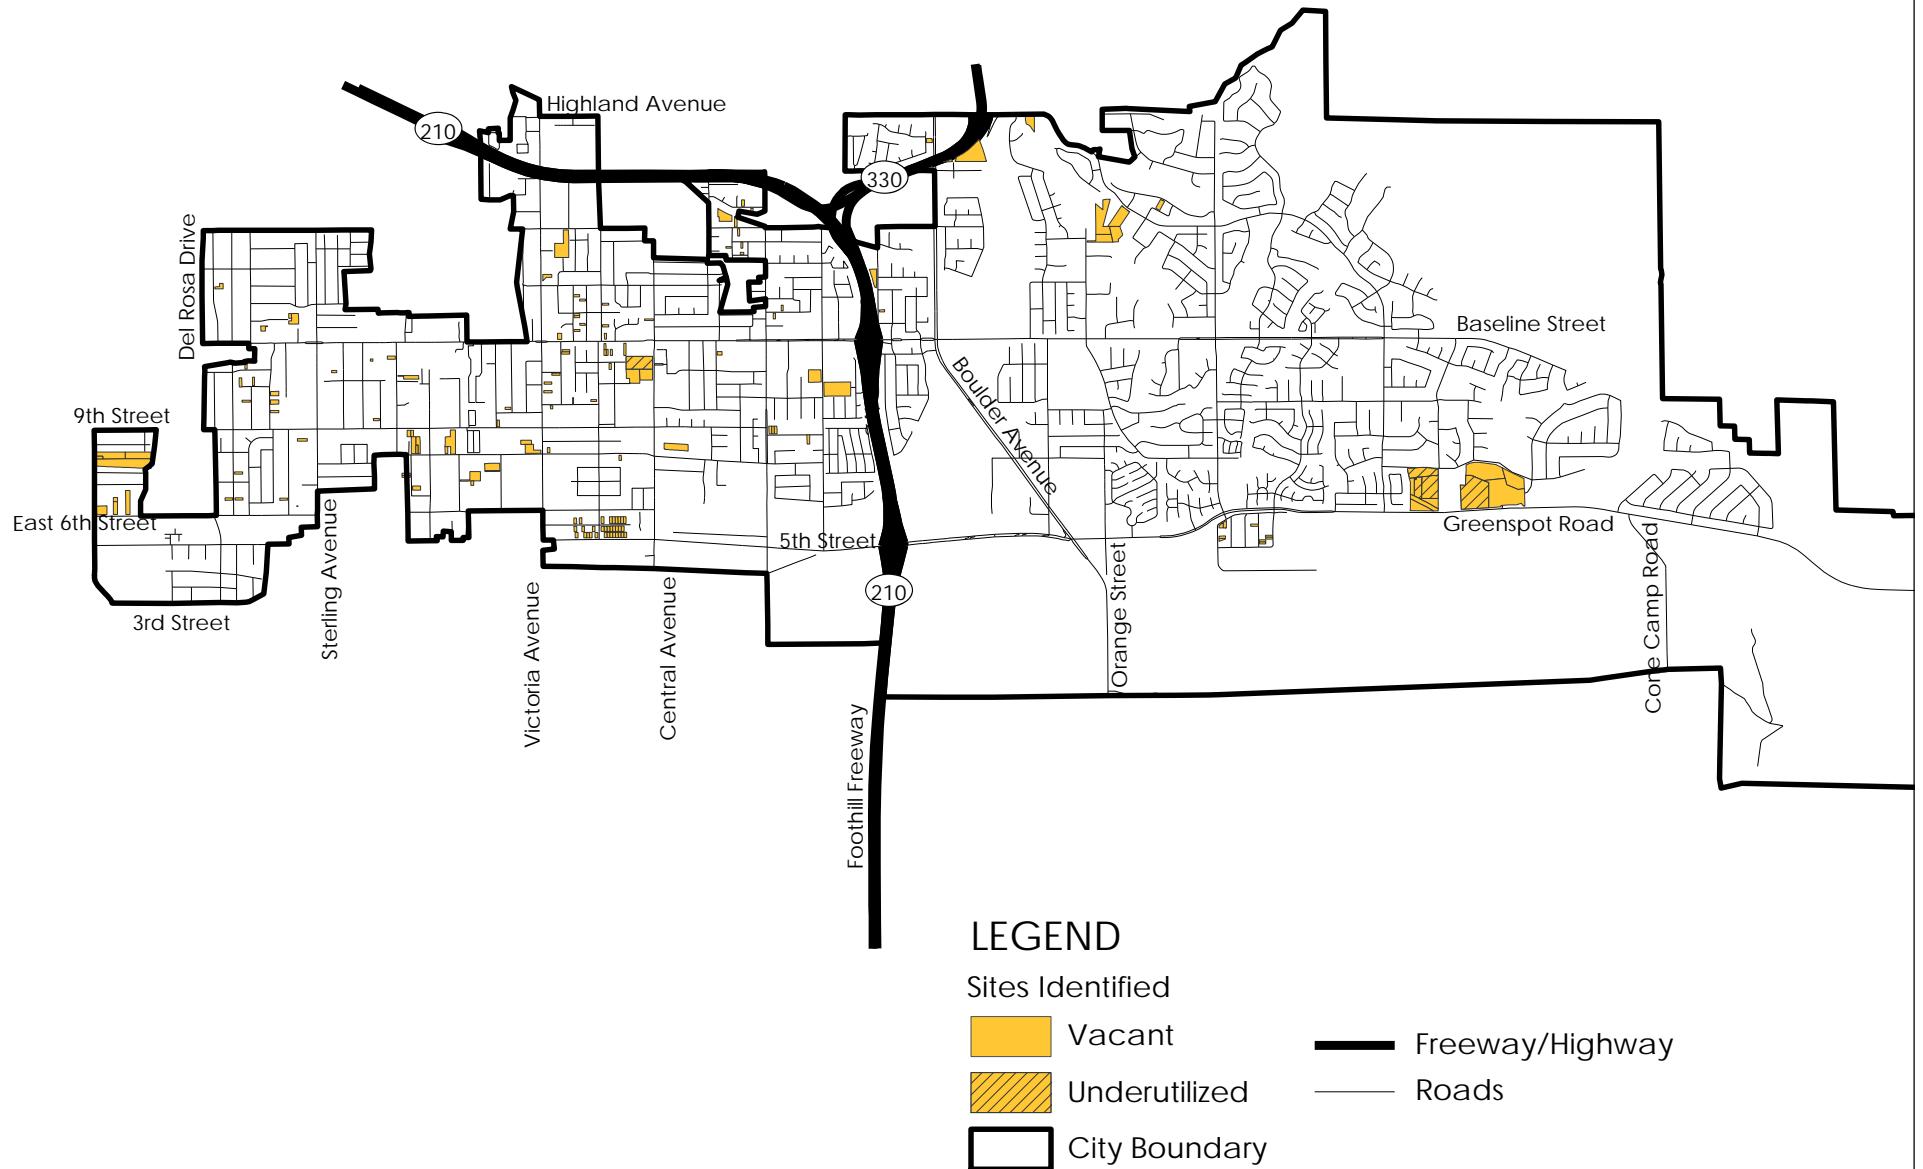 Highland Avenue
210
330
Del Rosa Drive
Baseline Street
Boulder Avenue
9th Street
East 6th Street
Greenspot Road
5th Street
Sterling Avenue
Victoria Avenue
Central Avenue
210
Orange Street
Cone Camp Road
3rd Street
Foothill Freeway
LEGEND
Sites Identified
Vacant
Freeway/Highway
Underutilized
Roads
City Boundary